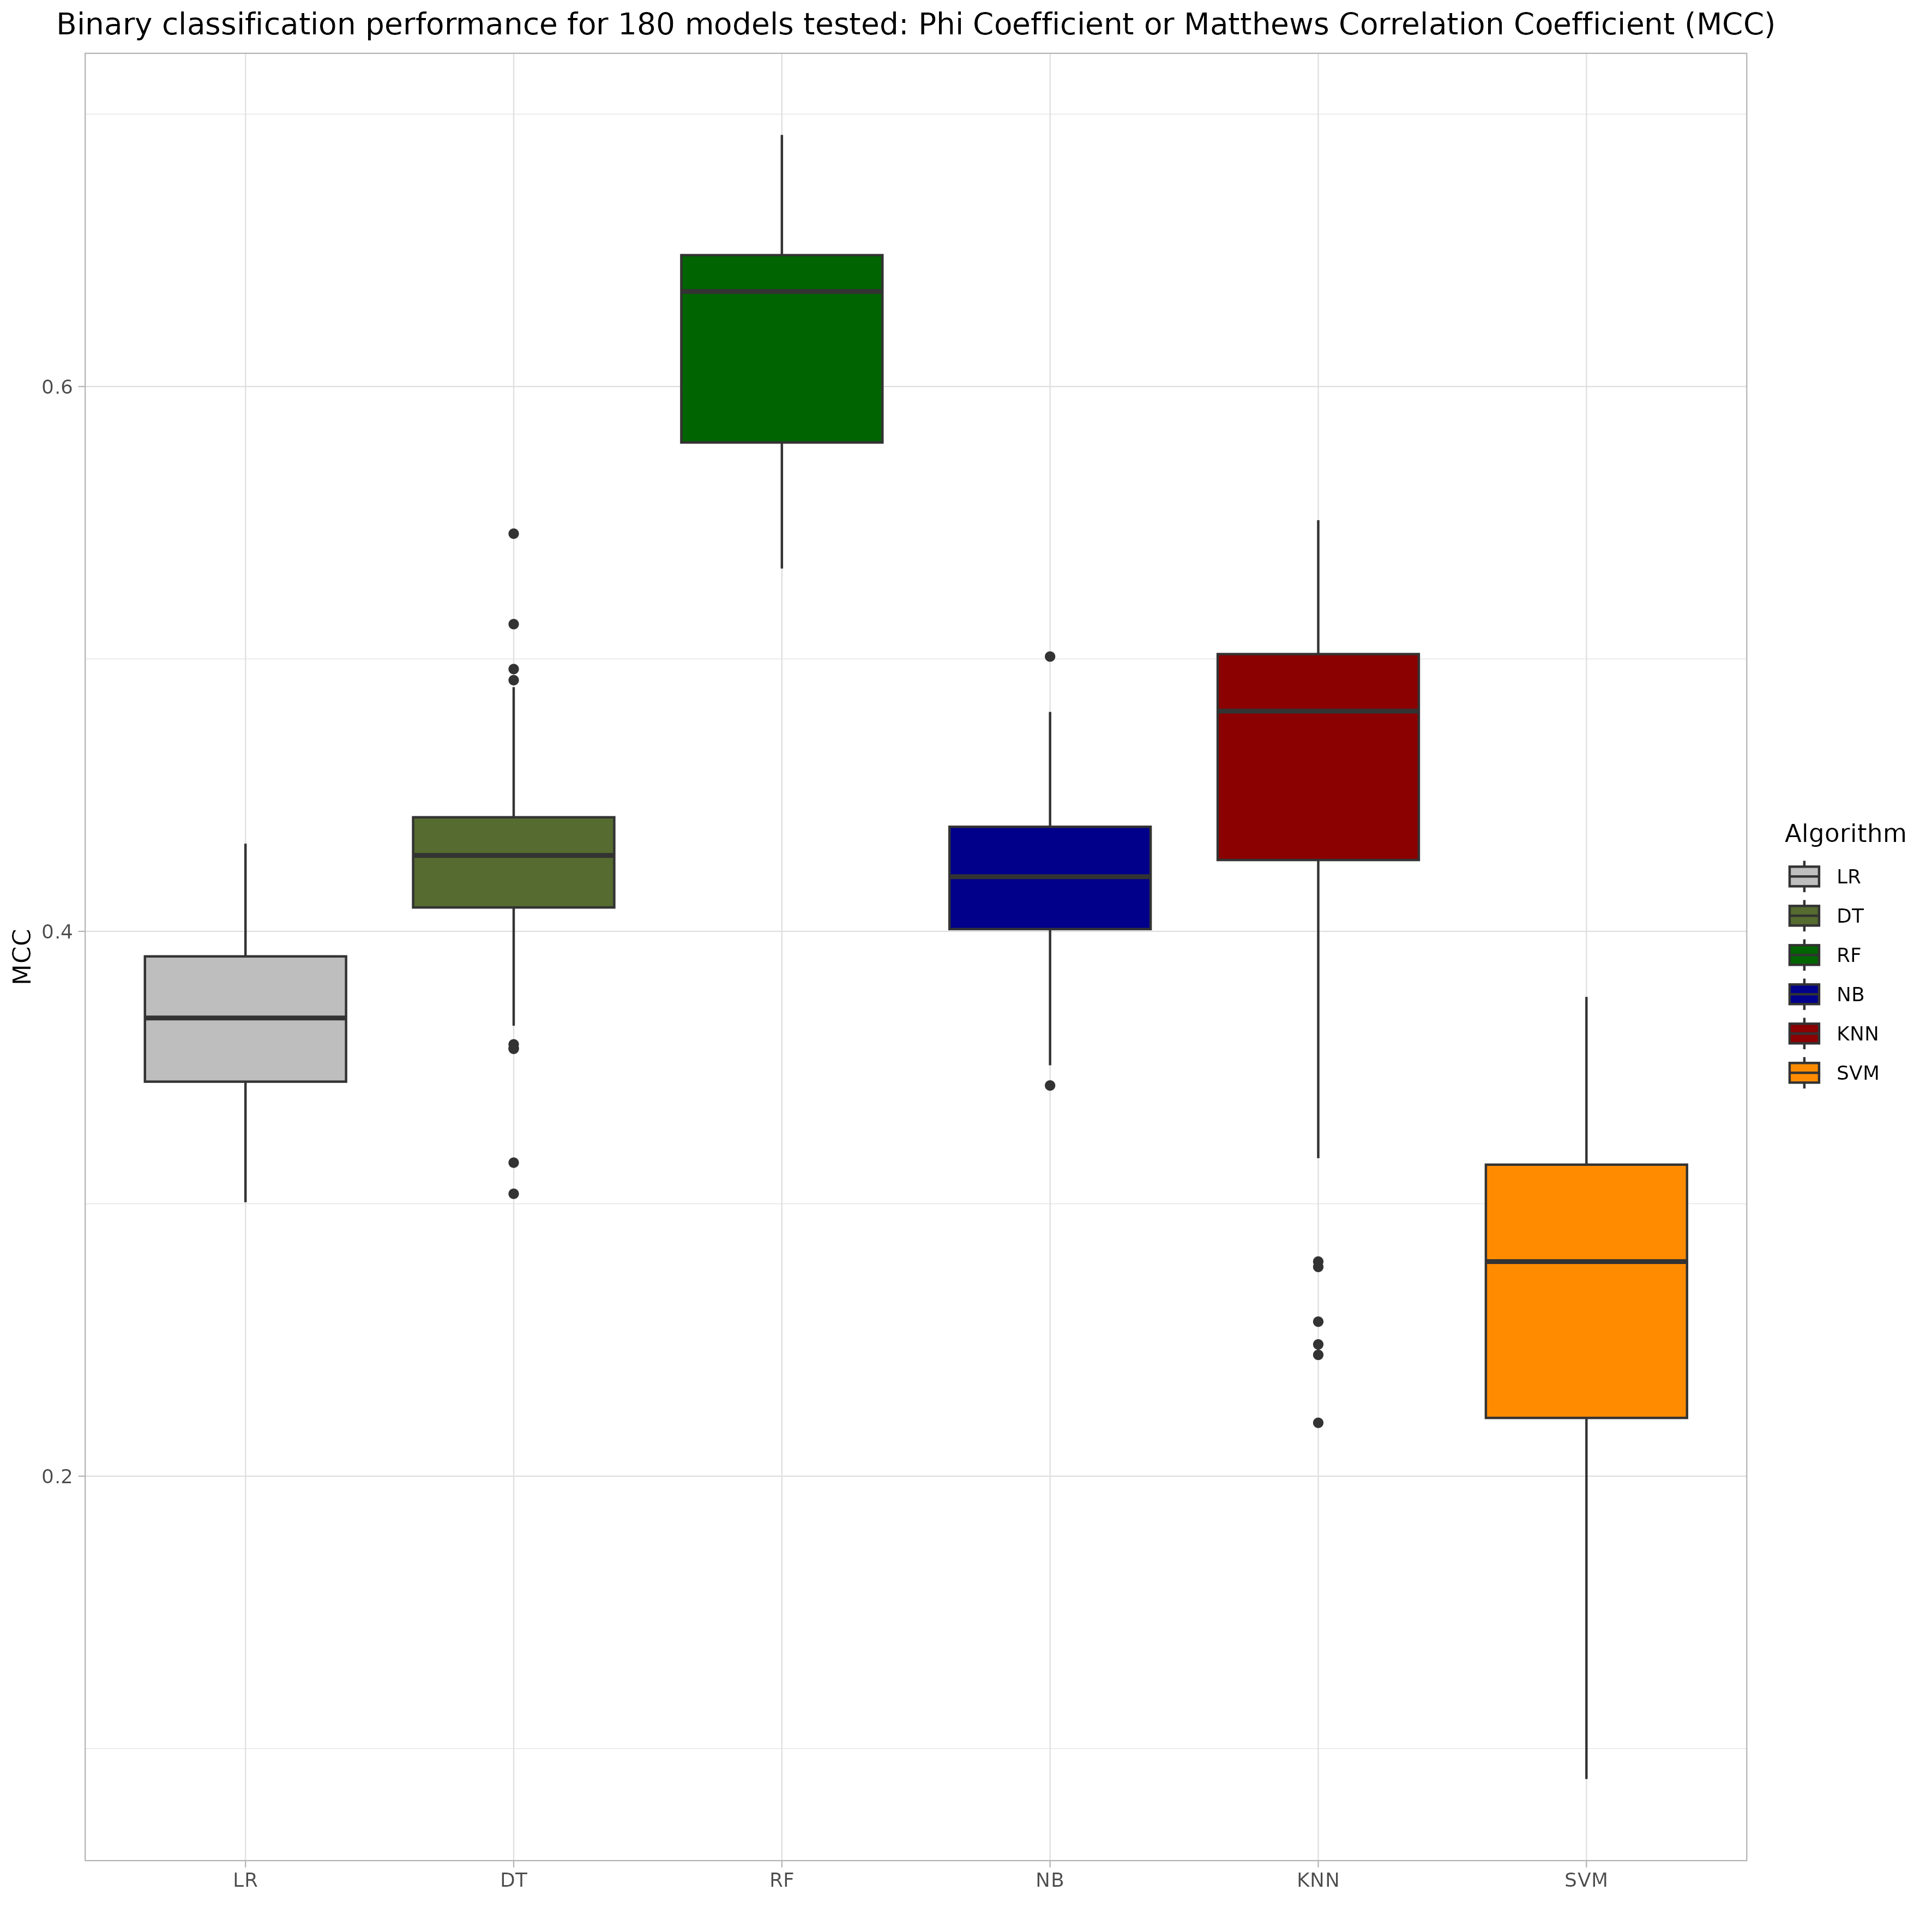 Binary classification performance for 180 models tested: Phi Coefficient or Matthews Correlation Coefficient (MCC)
MCC
0.6
0.4
0.2
LR DT RF NB KNN SVM
Algorithm
LR
DT
RF
NB
KNN
SVM